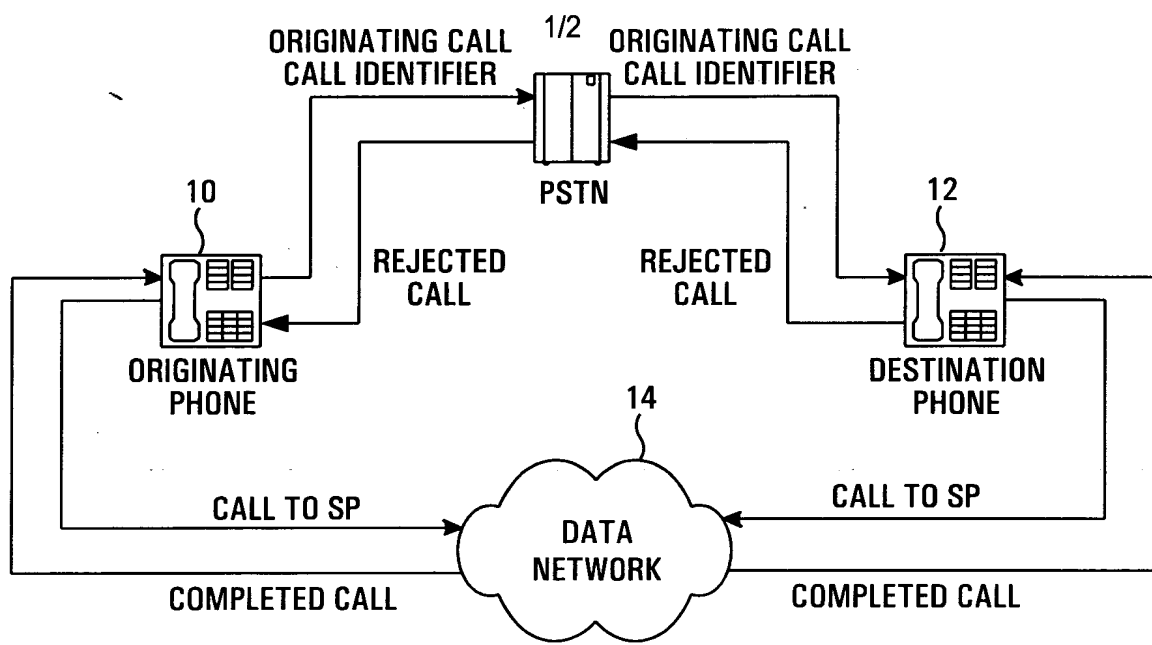 1/2
ORIGINATING CALL
CALL IDENTIFIER
ORIGINATING CALL
CALL IDENTIFIER
PSTN
10
12
REJECTED
CALL
REJECTED
CALL
ORIGINATING
PHONE
DESTINATION
PHONE
14
CALL TO SP
CALL TO SP
DATA
NETWORK
COMPLETED CALL
COMPLETED CALL